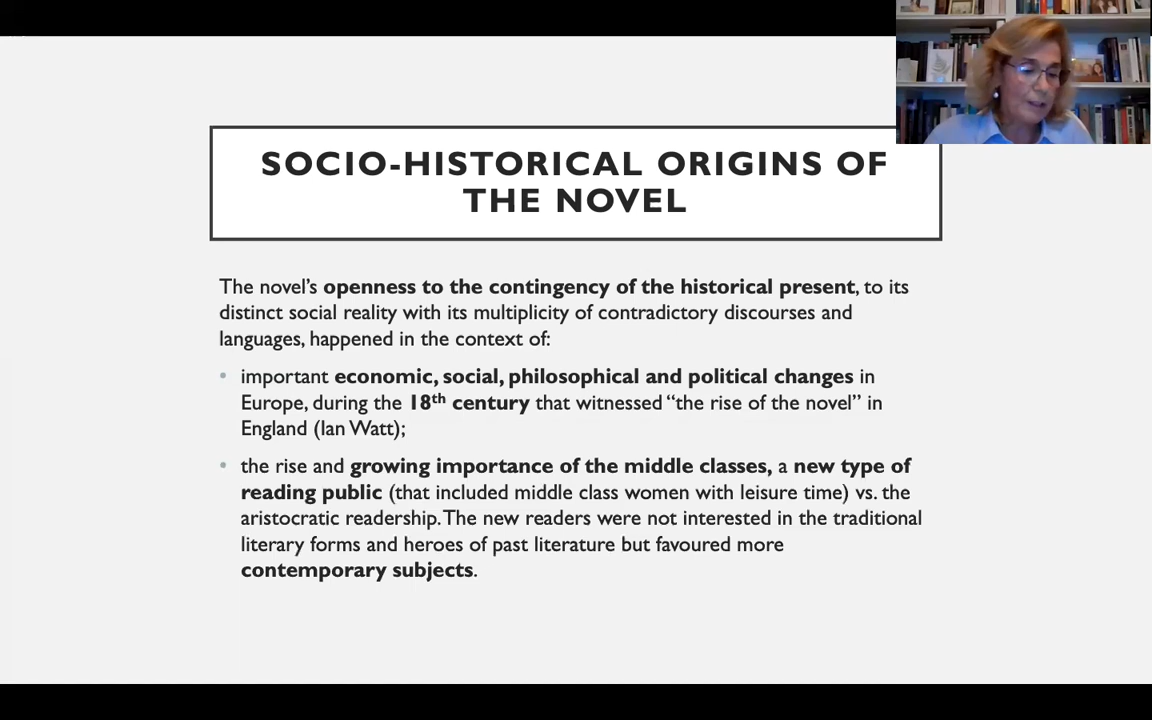 SOCIO-HISTORICAL ORIGINS OF
THE NOVEL
The novel's openness to the contingency of the historical present, to its
distinct social reality with its multiplicity of contradictory discourses and
languages, happened in the context of:
• important economic, social, philosophical and political changes in
Europe, during the 18th century that witnessed “the rise of the novel” in
England (Ian Watt);
• the rise and growing importance of the middle classes, a new type of
reading public (that included middle class women with leisure time) vs. the
aristocratic readership. The new readers were not interested in the traditional
literary forms and heroes of past literature but favoured more
contemporary subjects.